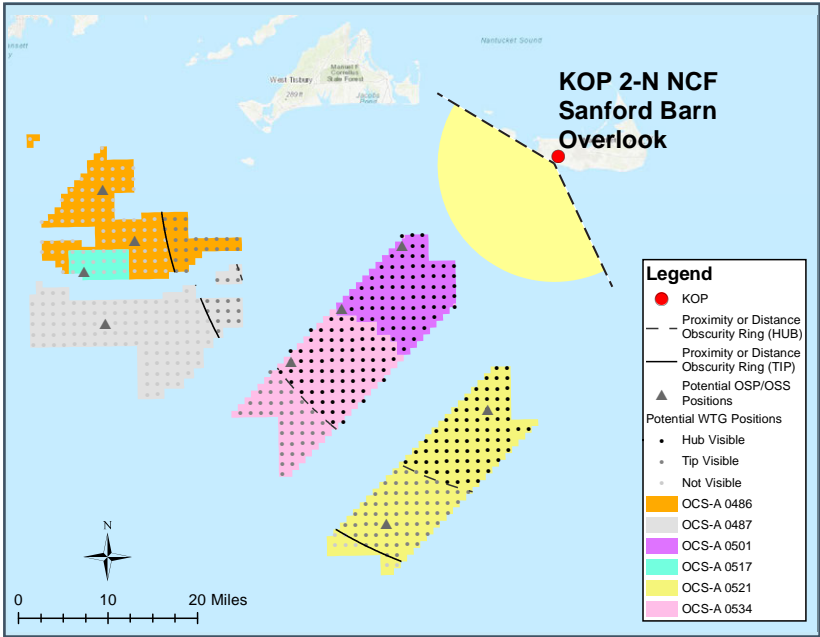 nsett
y
Nantucket Sound
West Tisbury
289 ft
Manuel F.
Correllus
State Forest
Jacobs
Pond
KOP 2-N NCF
Sanford Barn
Overlook
Legend
KOP
Proximity or Distance
Obscurity Ring (HUB)
Proximity or Distance
Obscurity Ring (TIP)
Potential OSP/OSS
Positions
Potential WTG Positions
Hub Visible
Tip Visible
Not Visible
OCS-A 0486
OCS-A 0487
OCS-A 0501
OCS-A 0517
OCS-A 0521
OCS-A 0534
N
0 10 20 Miles